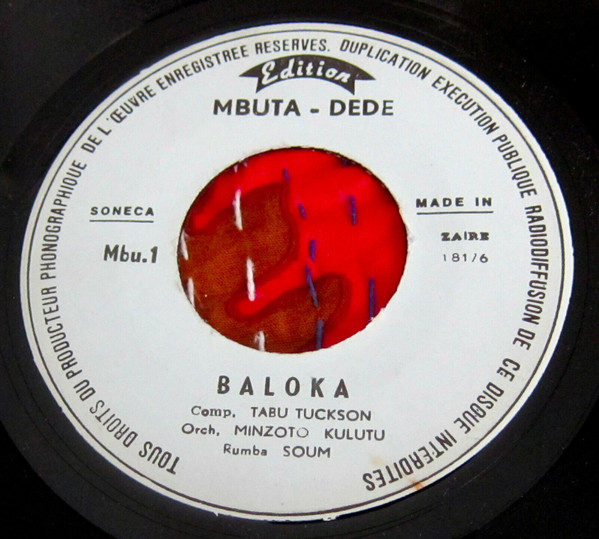 TOUS DROITS DU PRODUCTEUR PHONOGRAPHIQUE DE L'ŒUVRE ENREGISTREE RESERVES. DUPLICATION EXECUTION PUBLIQUE RADIODIFFUSION DE CE DISQUE INTERDITES
Edition
MBUTA - DEDE
SONECA
Mbu.1
MADE IN
ZAIRE
181/6
BALOKA
Comp. TABU TUCKSON
Orch. MINZOTO KULUTU
Rumba SOUM